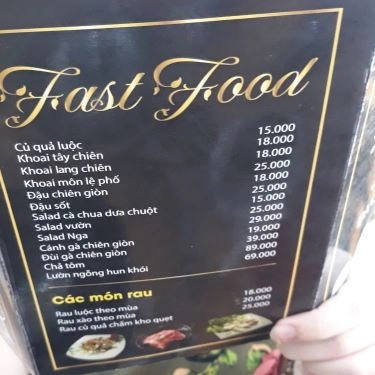 Fast Food
Củ quả luộc 15.000
Khoai tây chiên 18.000
Khoai lang chiên 18.000
Khoai môn lệ phố 25.000
Đậu chiên giòn 18.000
Đậu sốt 25.000
Salad cà chua dưa chuột 15.000
Salad vườn 25.000
Salad Nga 29.000
Cánh gà chiên giòn 19.000
Đùi gà chiên giòn 39.000
Chả tôm 89.000
Lườn ngỗng hun khói 69.000
Các món rau
Rau luộc theo mùa 18.000
Rau xào theo mùa 20.000
Rau củ quả chấm kho quẹt 25.000